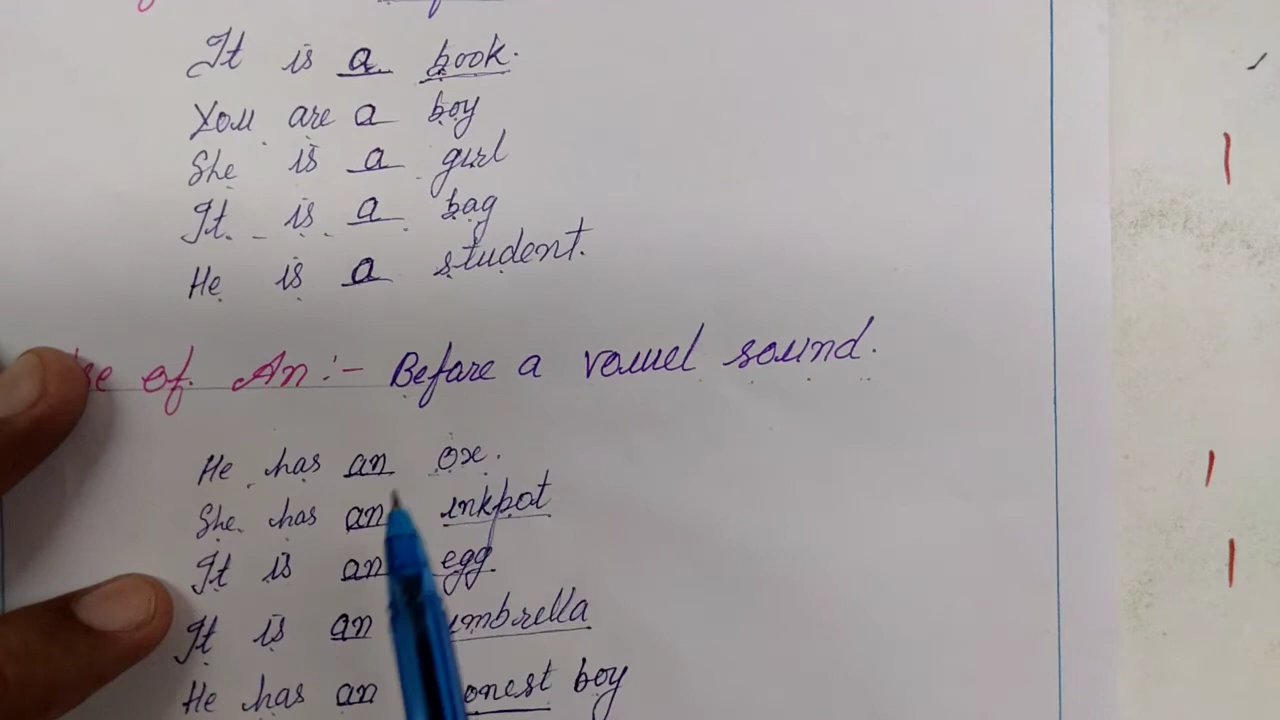 It is a book.
You are a boy
She is a girl
It is a bag
He is a student.
of An:- Before a vowel sound.
He has an ox.
She has an inkpot
It is an egg.
It is an umbrella
He has an honest boy